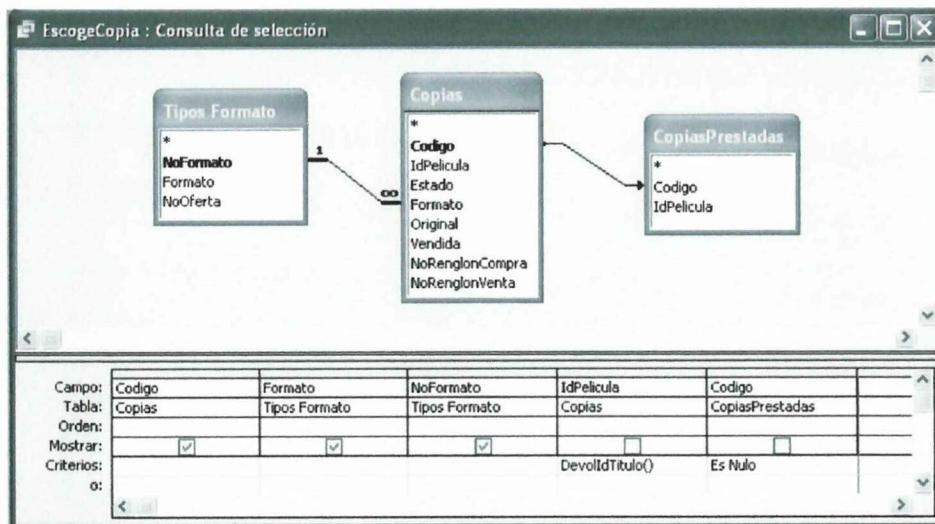 EscogeCopia : Consulta de selección
Tipos Formato
*
NoFormato
Formato
NoOferta
1
∞
Copias
*
Codigo
IdPelicula
Estado
Formato
Original
Vendida
NoRenglonCompra
NoRenglonVenta
CopiasPrestadas
*
Codigo
IdPelicula
Campo: Codigo Formato NoFormato IdPelicula Codigo
Tabla: Copias Tipos Formato Tipos Formato Copias CopiasPrestadas
Orden:
Mostrar:
Criterios: DevolIdTitulo() Es Nulo
o: